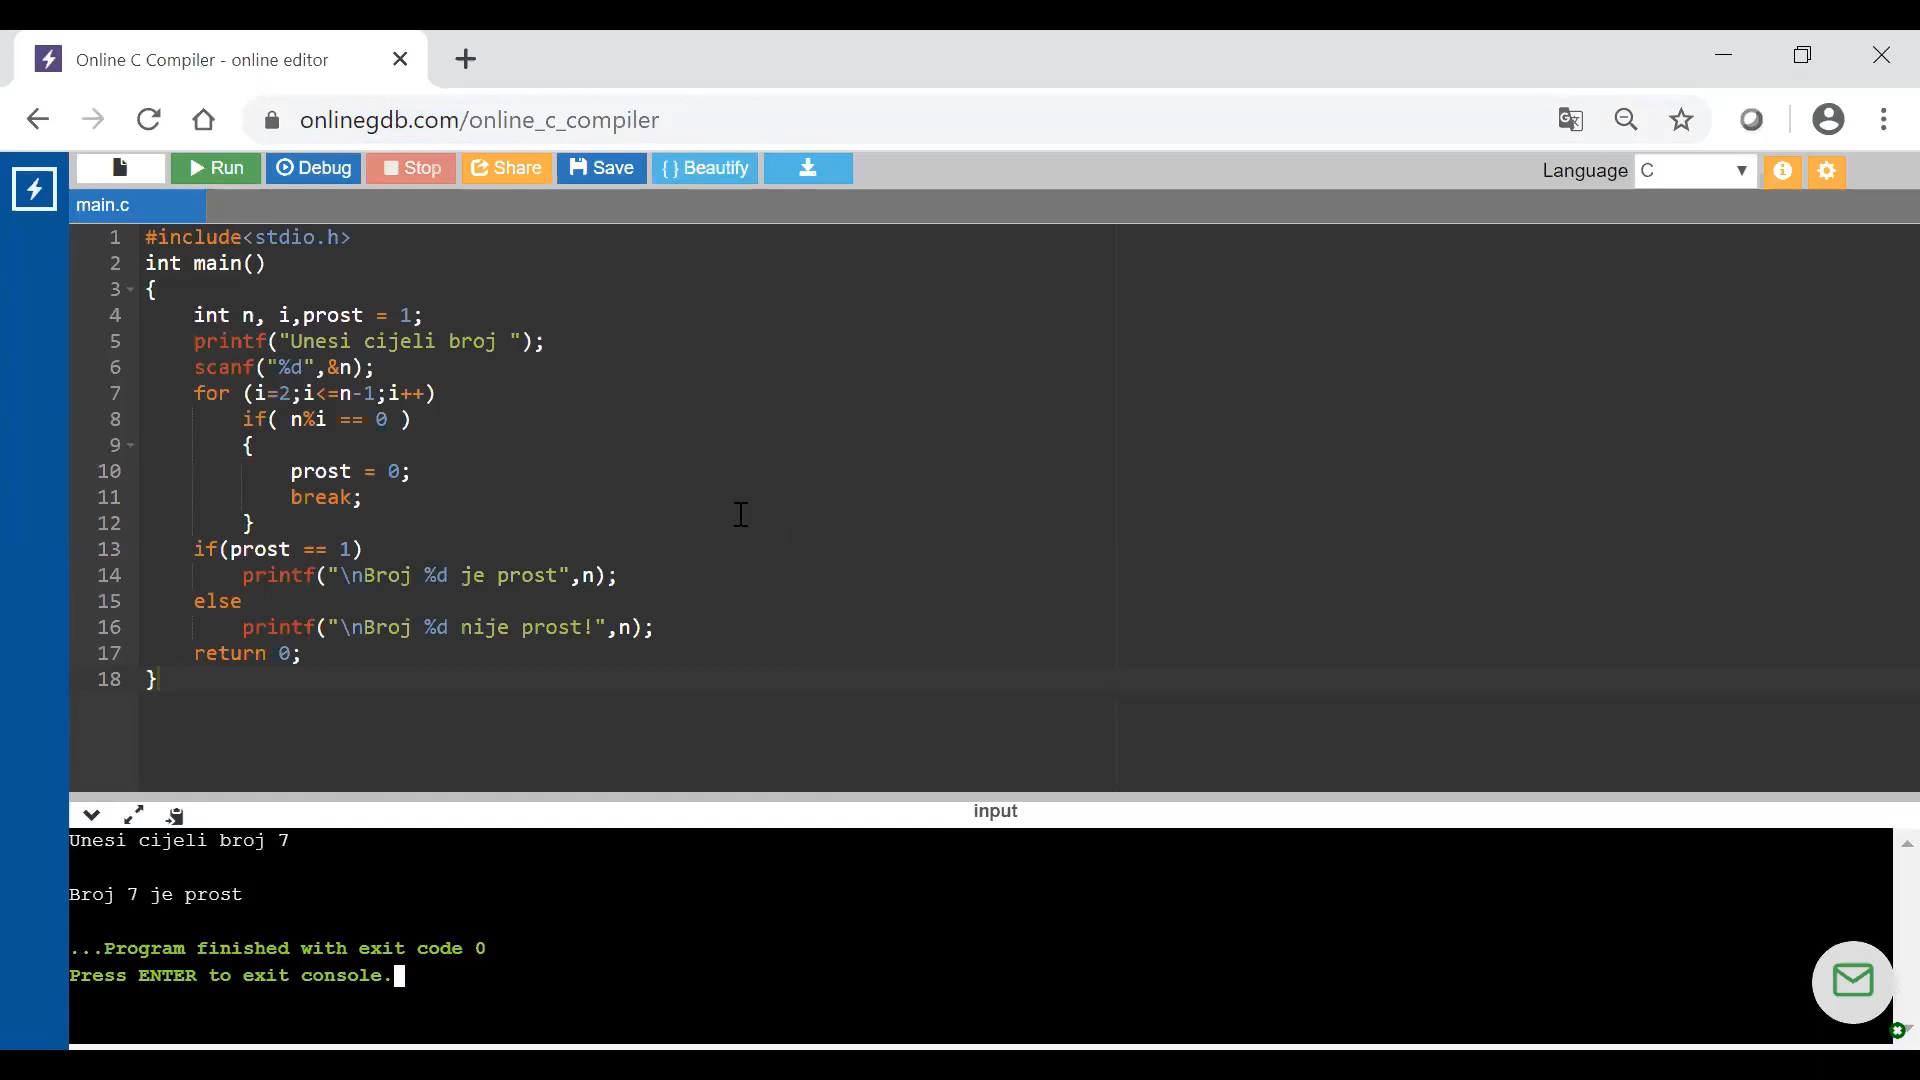 Online C Compiler - online editor
onlinegdb.com/online_c_compiler
Run Debug Stop Share Save { } Beautify Language C
main.c
1 #include<stdio.h>
2 int main()
3 {
4 int n, i,prost = 1;
5 printf("Unesi cijeli broj ");
6 scanf("%d",&n);
7 for (i=2;i<=n-1;i++)
8 if( n%i == 0 )
9 {
10 prost = 0;
11 break;
12 }
13 if(prost == 1)
14 printf("\nBroj %d je prost",n);
15 else
16 printf("\nBroj %d nije prost!",n);
17 return 0;
18 }
input
Unesi cijeli broj 7
Broj 7 je prost
...Program finished with exit code 0
Press ENTER to exit console.